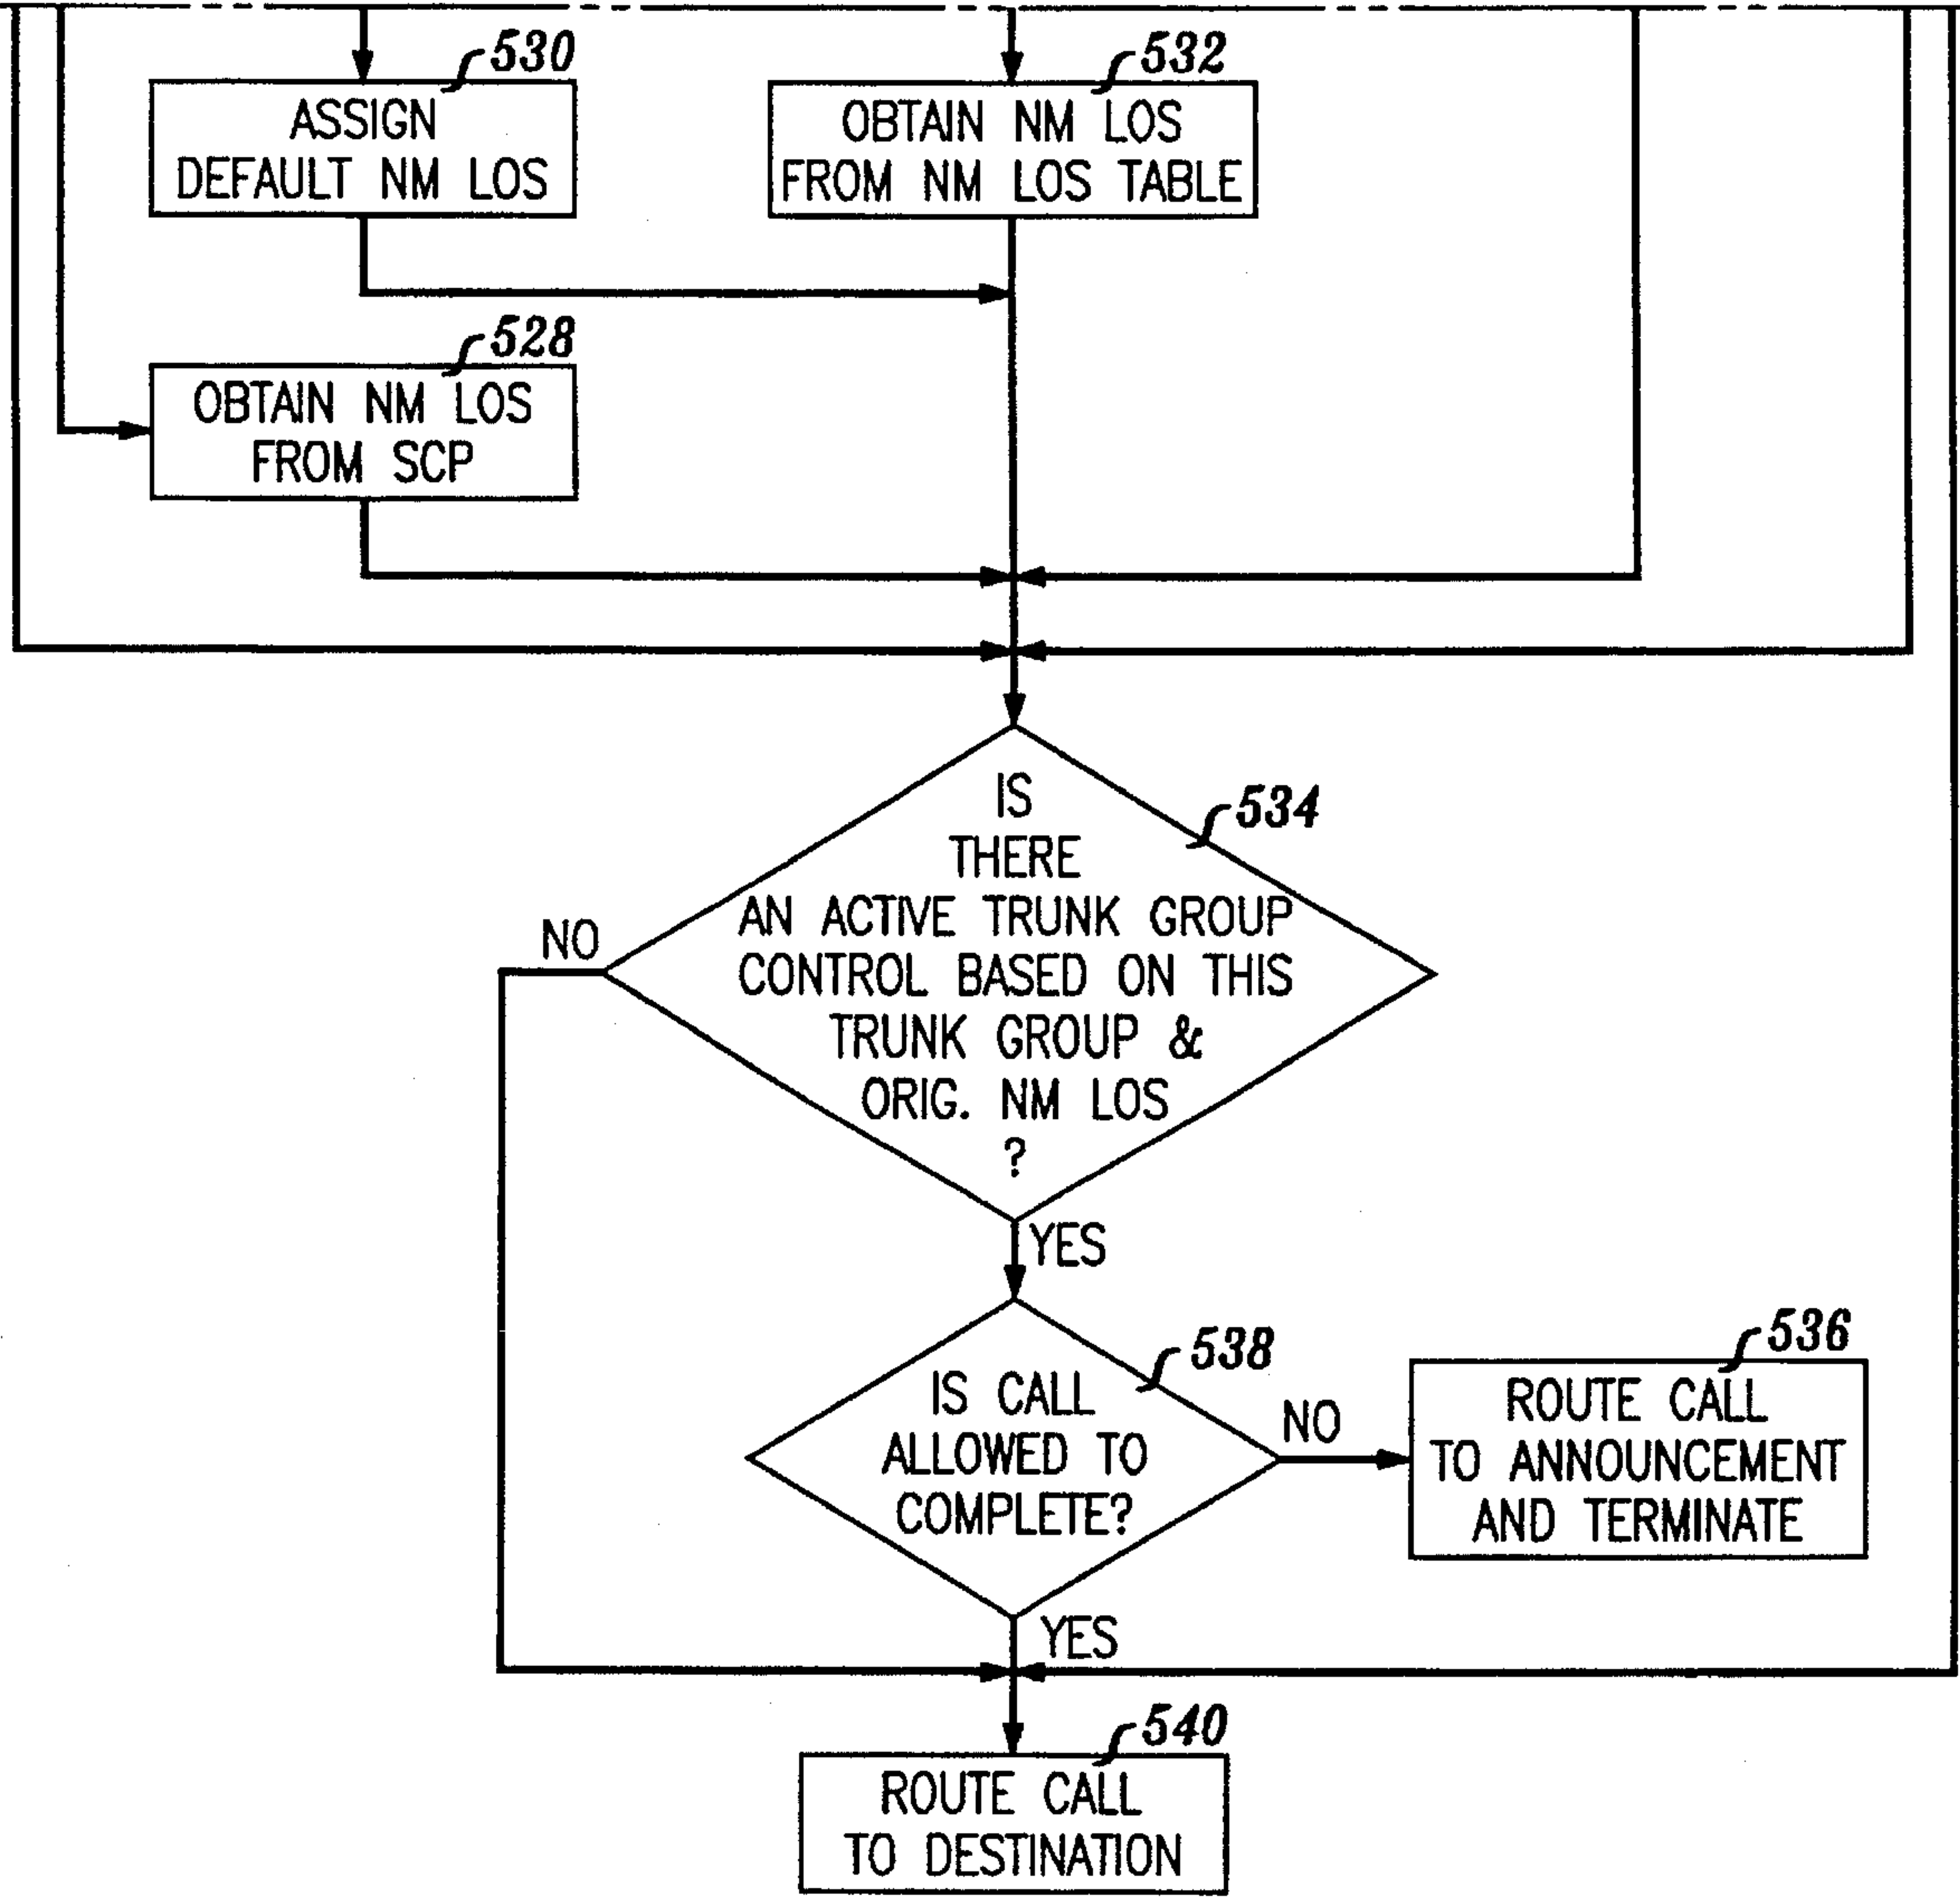 530
ASSIGN
DEFAULT NM LOS
532
OBTAIN NM LOS
FROM NM LOS TABLE
528
OBTAIN NM LOS
FROM SCP
534
IS
THERE
AN ACTIVE TRUNK GROUP
CONTROL BASED ON THIS
TRUNK GROUP &
ORIG. NM LOS
?
NO
YES
538
IS CALL
ALLOWED TO
COMPLETE?
NO
536
ROUTE CALL
TO ANNOUNCEMENT
AND TERMINATE
YES
540
ROUTE CALL
TO DESTINATION